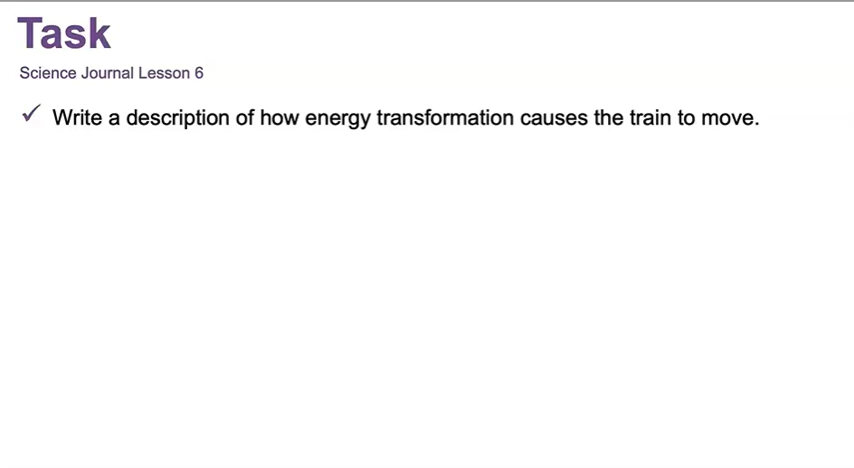 Task
Science Journal Lesson 6
✓ Write a description of how energy transformation causes the train to move.